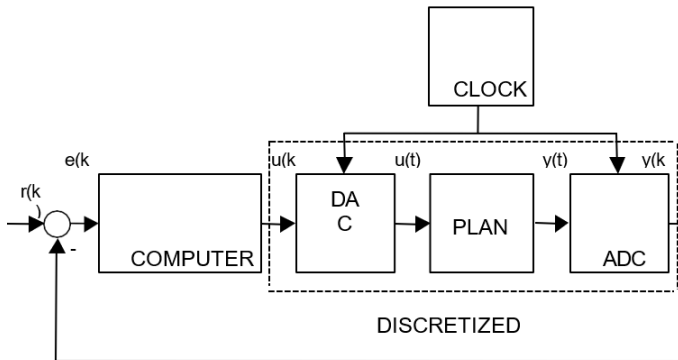 CLOCK
e(k
u(k
u(t)
y(t)
y(k
r(k
)
-
DA
C
PLAN
COMPUTER
ADC
DISCRETIZED